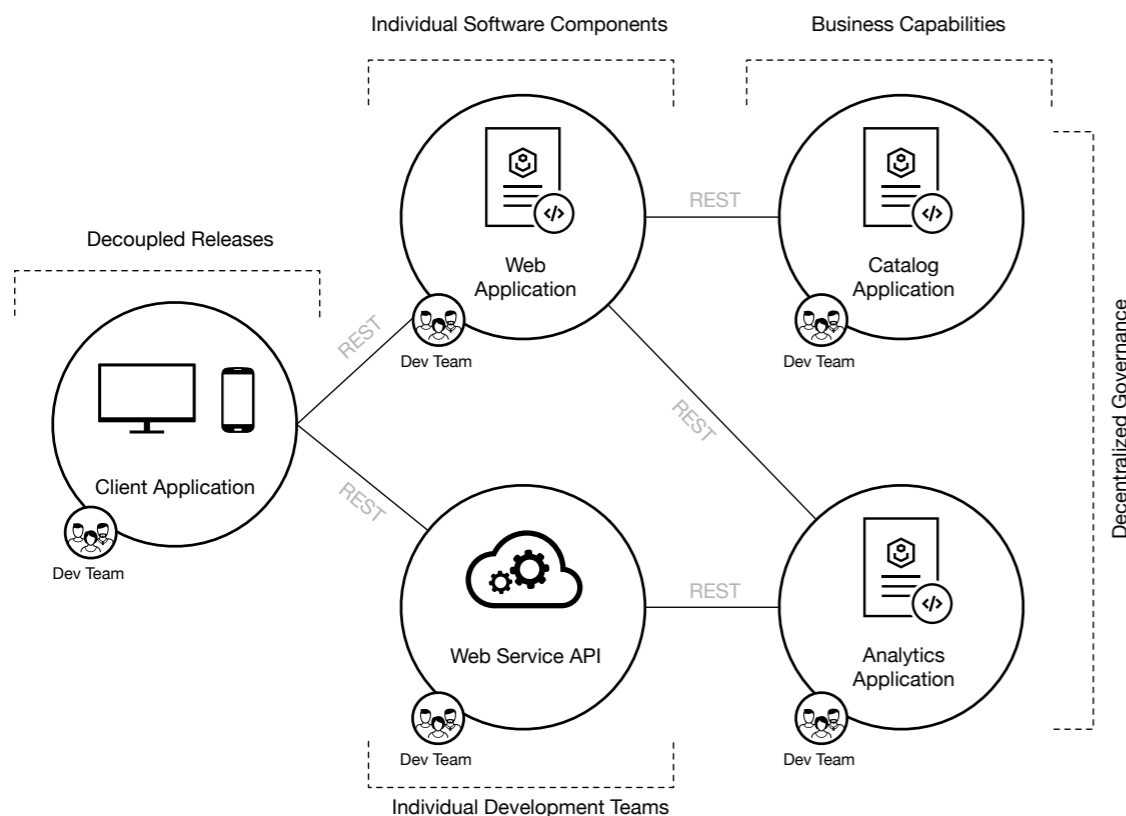 Individual Software Components
Business Capabilities
Decoupled Releases
Web
Application
Dev Team
REST
Catalog
Application
Dev Team
REST
REST
REST
Client Application
Dev Team
Web Service API
Dev Team
REST
Analytics
Application
Dev Team
Decentralized Governance
Individual Development Teams